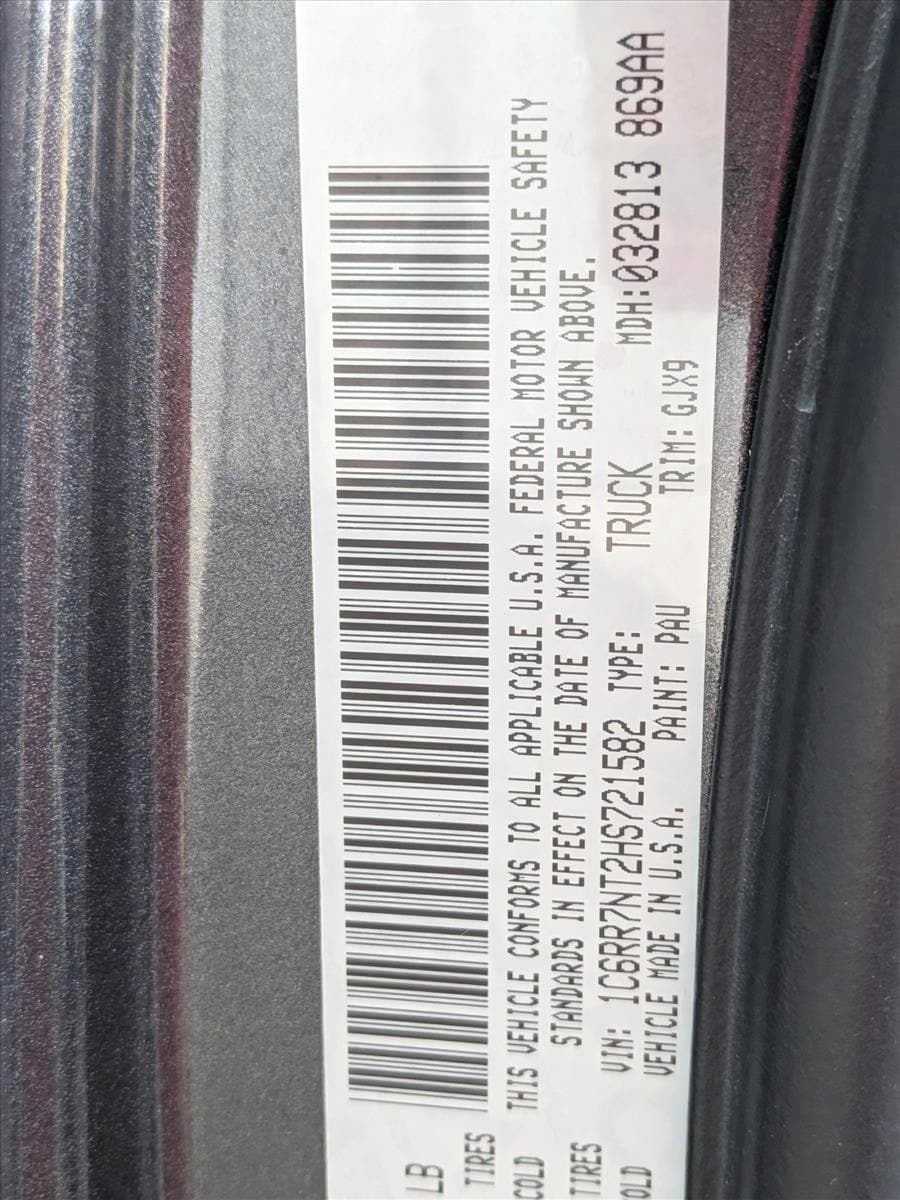 LB
TIRES
COLD
TIRES
OLD
THIS VEHICLE CONFORMS TO ALL APPLICABLE U.S.A. FEDERAL MOTOR VEHICLE SAFETY
STANDARDS IN EFFECT ON THE DATE OF MANUFACTURE SHOWN ABOVE.
VIN: 1C6RR7NT2HS721582 TYPE: TRUCK MDH:032813 869AA
VEHICLE MADE IN U.S.A. PAINT: PAU TRIM: GJX9